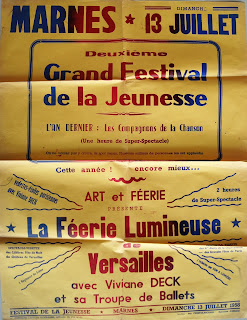 MARNES ★ DIMANCHE 13 JUILLET
Deuxième
Grand Festival
de la Jeunesse
L'AN DERNIER : Les Compagnons de la Chanson
(Une heure de Super-Spectacle)
Cette année ! encore mieux...
ART et FÉERIE
PRÉSENTE
2 heures
de Super-Spectacle
★ La Féerie Lumineuse ★
de
Versailles
avec Viviane DECK
et sa Troupe de Ballets
FESTIVAL DE LA JEUNESSE - MARNES - DIMANCHE 13 JUILLET 1958